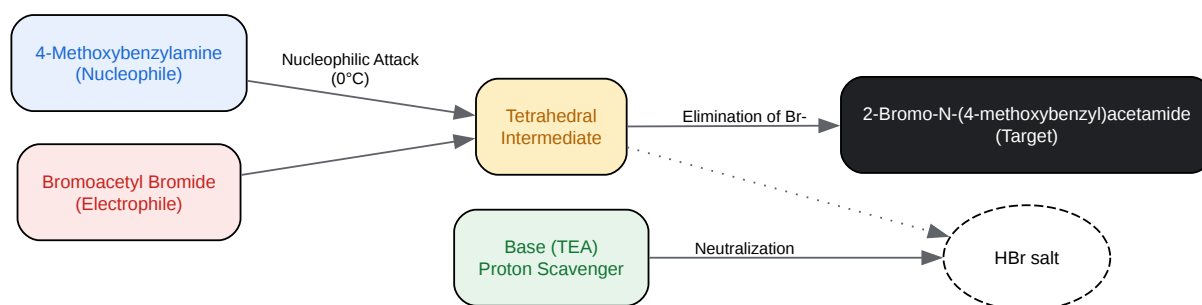 4-Methoxybenzylamine
(Nucleophile)
Nucleophilic Attack
(0°C)
Bromoacetyl Bromide
(Electrophile)
Tetrahedral
Intermediate
Elimination of Br-
2-Bromo-N-(4-methoxybenzyl)acetamide
(Target)
Base (TEA)
Proton Scavenger
Neutralization
HBr salt